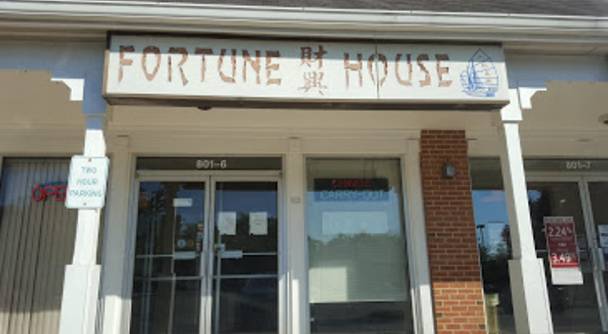 FORTUNE 財興 HOUSE
801-6
801-7
OPEN
TWO
HOUR
PARKING
CARRY-OUT
2.24%
3.49